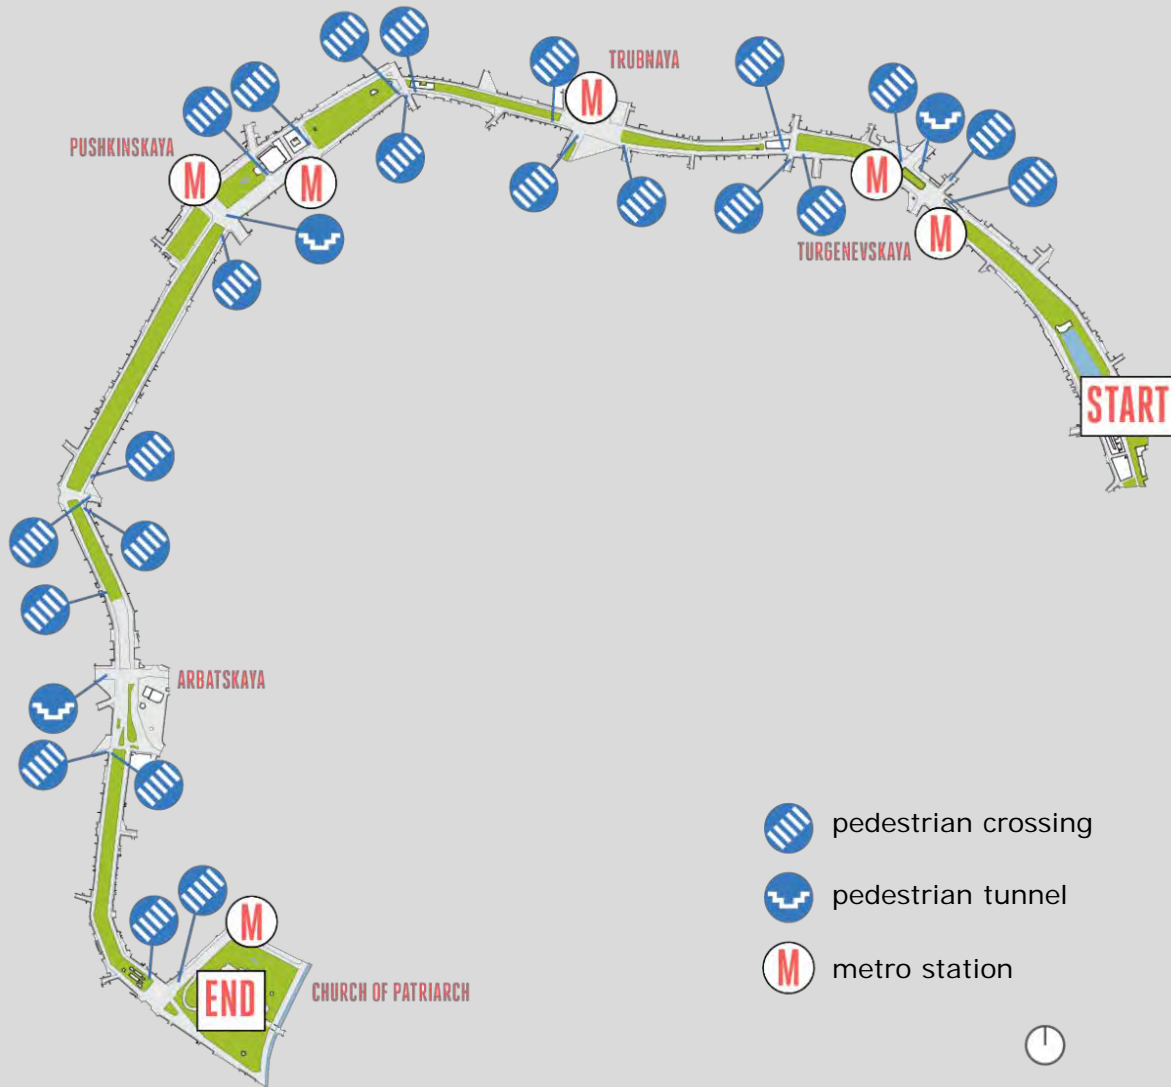 TRUBNAYA
M
PUSHKINSKAYA
M
M
M
TURGENEVSKAYA
M
START
ARBATSKAYA
pedestrian crossing
pedestrian tunnel
M
M metro station
END
CHURCH OF PATRIARCH